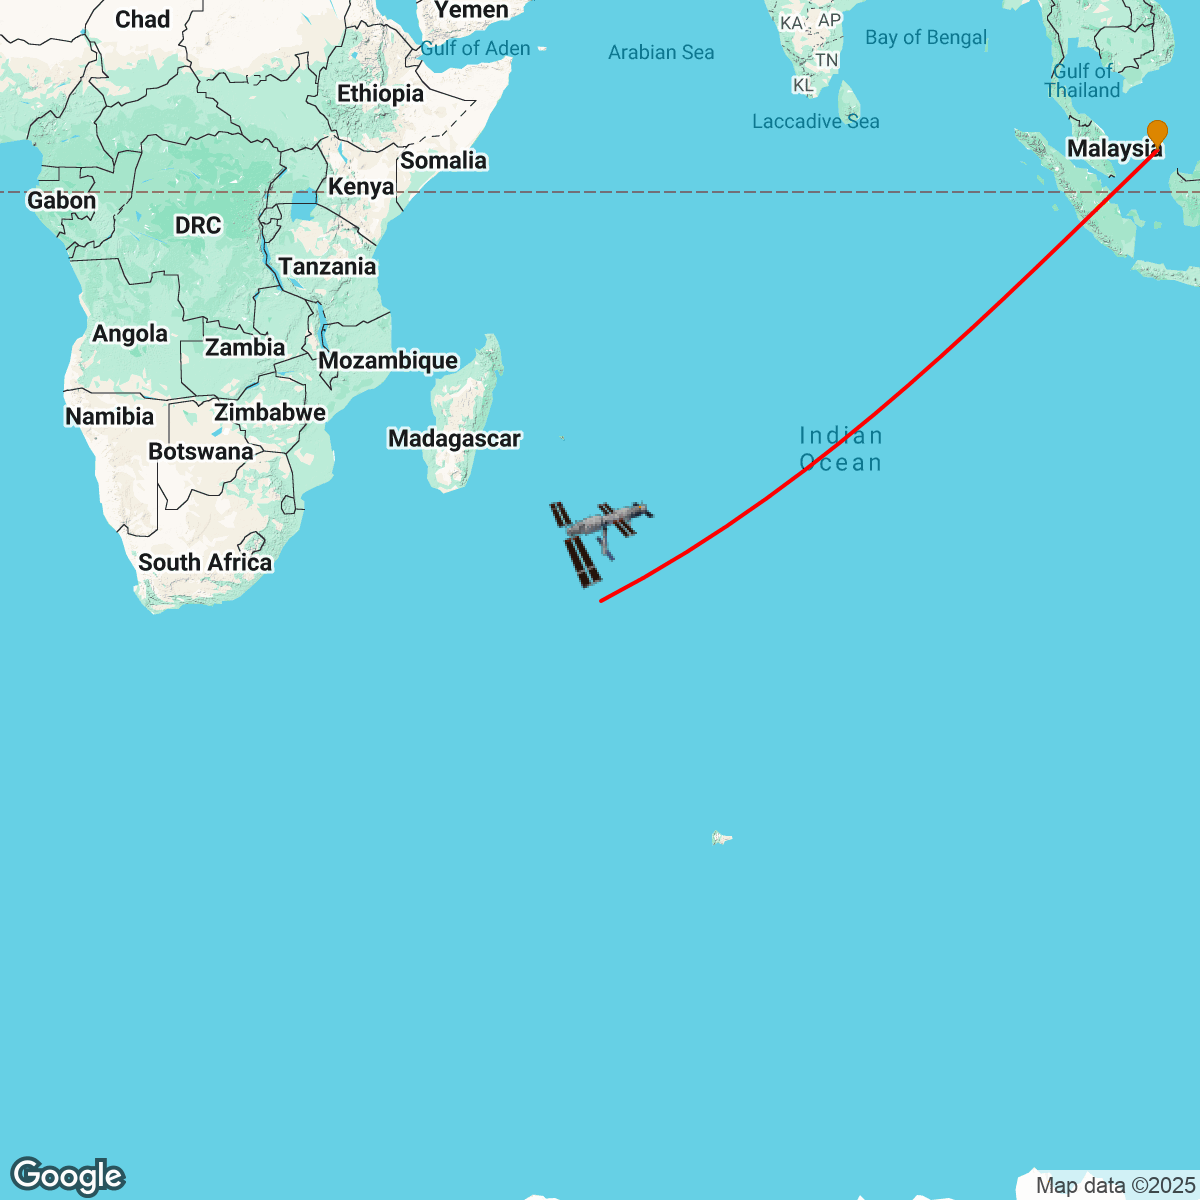 Yemen
Chad
KA
AP
Bay of Bengal
Gulf of Aden
Arabian Sea
TN
Gulf of
Thailand
KL
Ethiopia
Laccadive Sea
Malaysia
Somalia
Kenya
Gabon
DRC
Tanzania
Angola
Zambia
Mozambique
Namibia
Zimbabwe
Madagascar
Indian
Ocean
Botswana
South Africa
Google
Map data ©2025